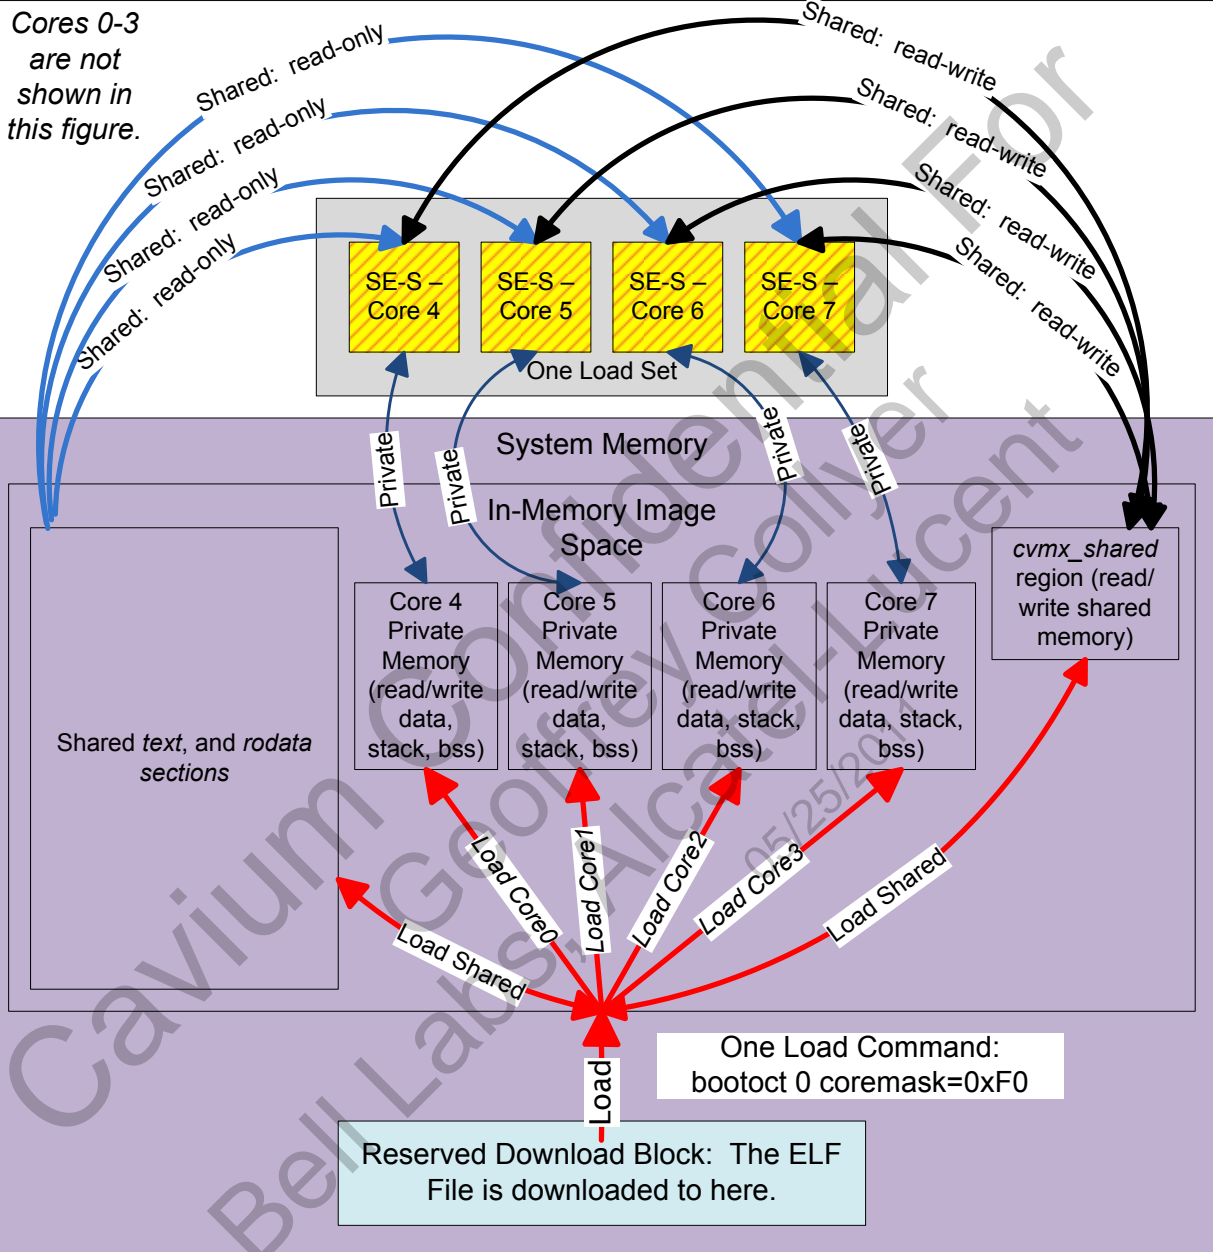 Cores 0-3
are not
shown in
this figure.
Shared: read-only
Shared: read-only
Shared: read-only
Shared: read-only
Shared: read-write
Shared: read-write
Shared: read-write
Shared: read-write
SE-S –
Core 4
SE-S –
Core 5
SE-S –
Core 6
SE-S –
Core 7
One Load Set
System Memory
Private
Private
Private
Private
In-Memory Image
Space
cvmx_shared
region (read/
write shared
memory)
Core 4
Private
Memory
(read/write
data,
stack, bss)
Core 5
Private
Memory
(read/write
data,
stack, bss)
Core 6
Private
Memory
(read/write
data, stack,
bss)
Core 7
Private
Memory
(read/write
data, stack,
bss)
Shared text, and rodata
sections
Load Shared
Load Core0
Load Core1
Load Core2
Load Core3
Load Shared
Load
One Load Command:
bootoct 0 coremask=0xF0
Reserved Download Block: The ELF
File is downloaded to here.
Cavium Confidential For
Geoffrey Collyer
Bell Labs, Alcatel-Lucent
05/25/2011